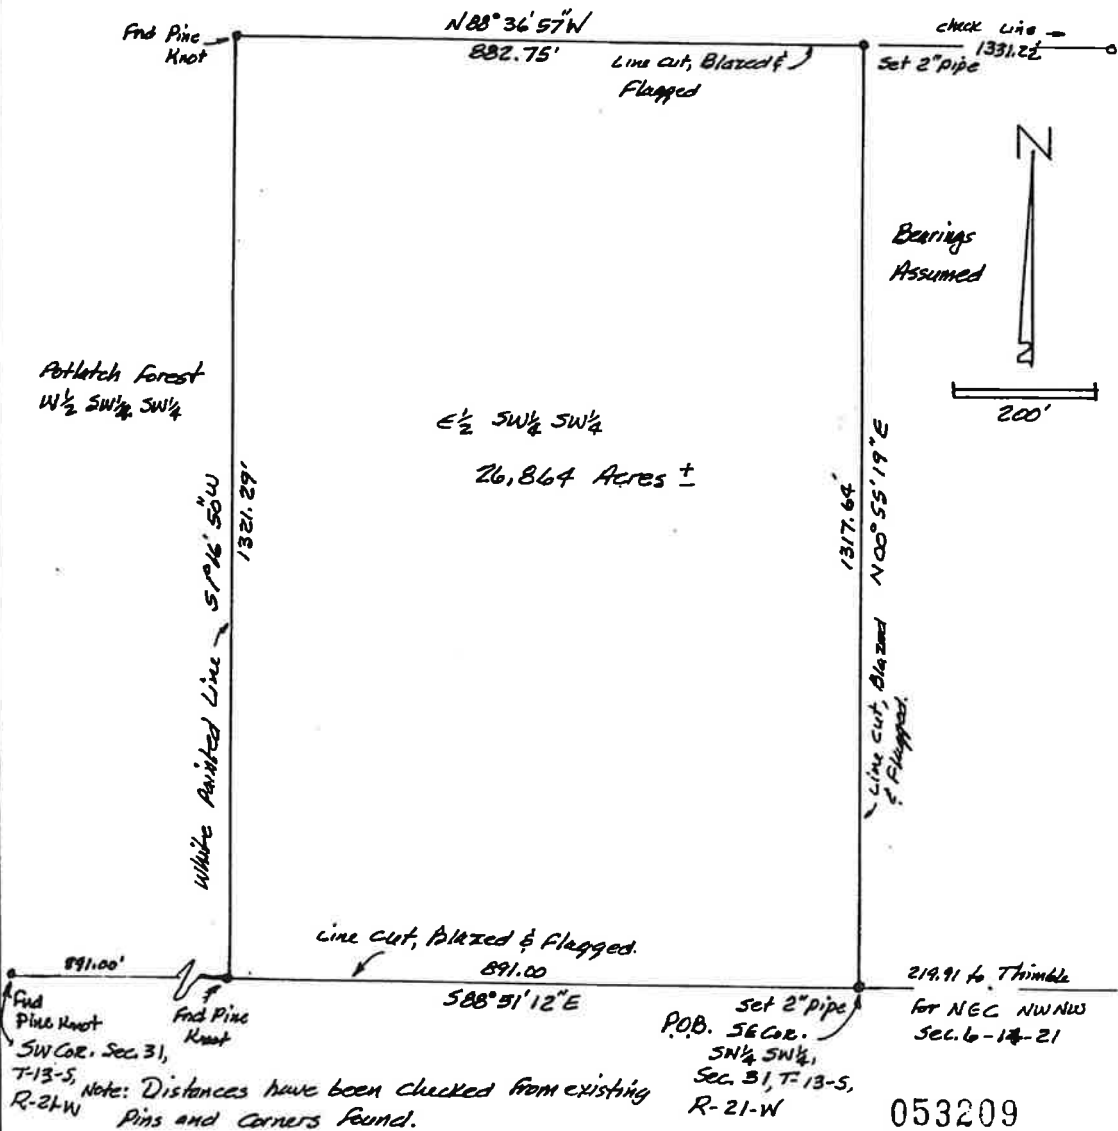 N88°36'57"W
882.75'
Fnd Pine
Knot
Line cut, Blazed &
Flagged
check Line
1331.22'
Set 2" pipe
N
Bearings
Assumed
200'
Potlatch Forest
W½ SW¼ SW¼
E½ SW¼ SW¼
26,864 Acres ±
White Painted Line
S1°16'50"W
1321.29'
1317.64'
N00°55'19"E
Line cut, Blazed
& Flagged.
Line cut, Blazed & Flagged.
891.00'
891.00
S88°31'12"E
Fnd
Pine Knot
SW Cor. Sec. 31,
T-13-S,
R-21-W
Fnd Pine
Knot
Set 2" pipe
P.O.B. SE Cor.
SW¼ SW¼,
Sec. 31, T-13-S,
R-21-W
219.91 to Thimble
For NEC NWNW
Sec. 6-14-21
Note: Distances have been checked from existing
Pins and Corners found.
053209